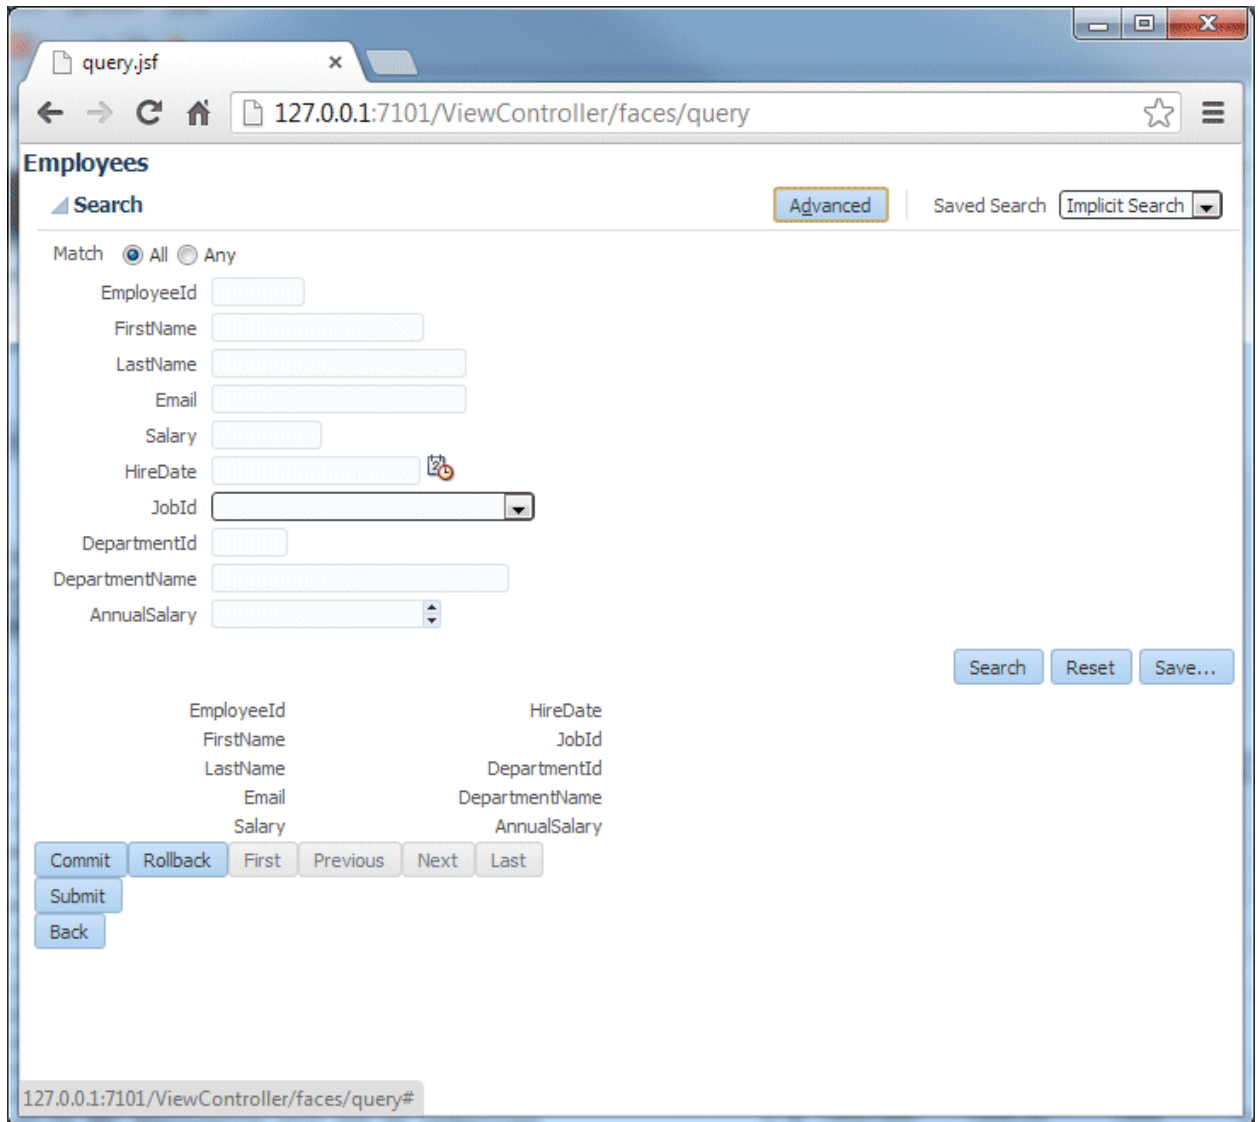 query.jsf
127.0.0.1:7101/ViewController/faces/query
Employees
Search Advanced Saved Search Implicit Search
Match All Any
EmployeeId
FirstName
LastName
Email
Salary
HireDate
JobId
DepartmentId
DepartmentName
AnnualSalary
Search Reset Save...
EmployeeId HireDate
FirstName JobId
LastName DepartmentId
Email DepartmentName
Salary AnnualSalary
Commit Rollback First Previous Next Last
Submit
Back
127.0.0.1:7101/ViewController/faces/query#